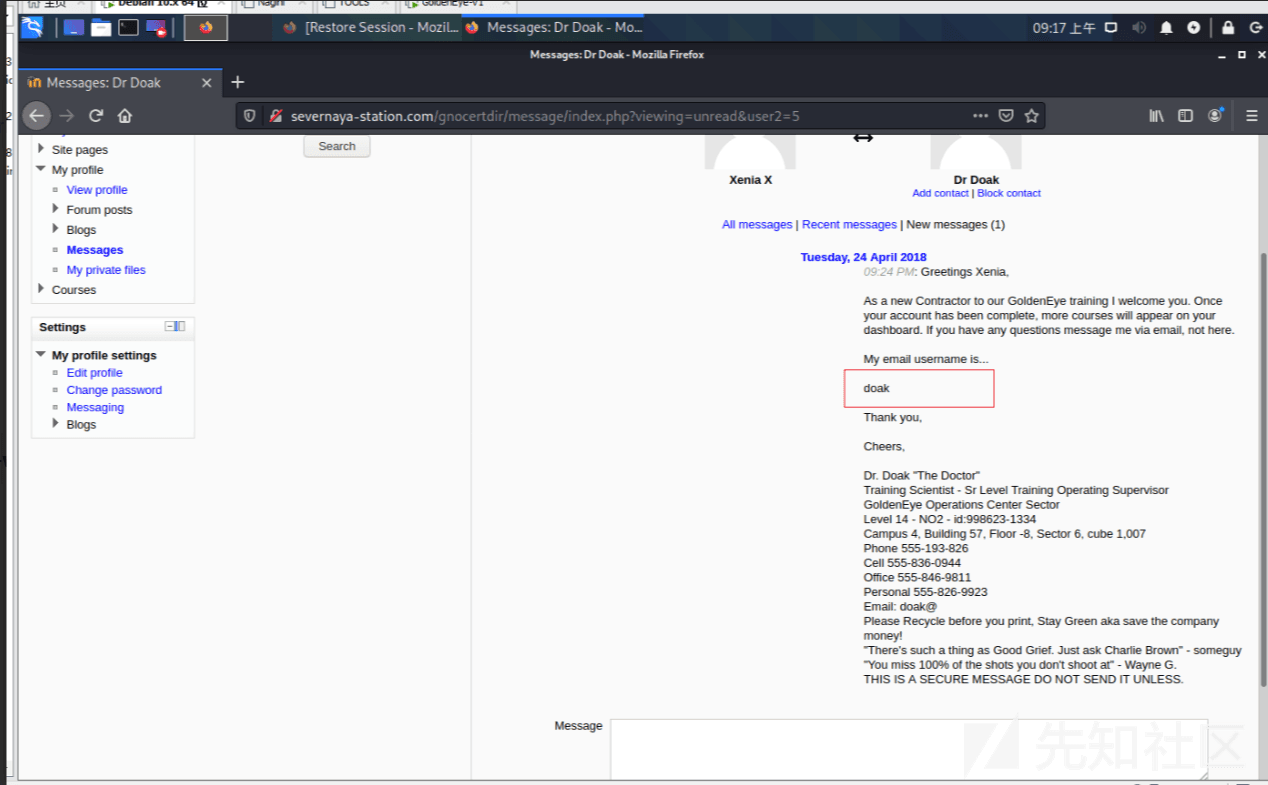 主页
Debian 10.x 64 位
Nagini
TOOLS
GoldenEye-v1
[Restore Session - Mozil...
Messages: Dr Doak - Mo...
09:17 上午
Messages: Dr Doak - Mozilla Firefox
Messages: Dr Doak
severnaya-station.com/gnocertdir/message/index.php?viewing=unread&user2=5
Site pages
My profile
View profile
Forum posts
Blogs
Messages
My private files
Courses
Settings
My profile settings
Edit profile
Change password
Messaging
Blogs
Search
Xenia X
Dr Doak
Add contact | Block contact
All messages | Recent messages | New messages (1)
Tuesday, 24 April 2018
09:24 PM: Greetings Xenia,
As a new Contractor to our GoldenEye training I welcome you. Once
your account has been complete, more courses will appear on your
dashboard. If you have any questions message me via email, not here.
My email username is...
doak
Thank you,
Cheers,
Dr. Doak "The Doctor"
Training Scientist - Sr Level Training Operating Supervisor
GoldenEye Operations Center Sector
Level 14 - NO2 - id:998623-1334
Campus 4, Building 57, Floor -8, Sector 6, cube 1,007
Phone 555-193-826
Cell 555-836-0944
Office 555-846-9811
Personal 555-826-9923
Email: doak@
Please Recycle before you print, Stay Green aka save the company
money!
"There's such a thing as Good Grief. Just ask Charlie Brown" - someguy
"You miss 100% of the shots you don't shoot at" - Wayne G.
THIS IS A SECURE MESSAGE DO NOT SEND IT UNLESS.
Message
先知社区